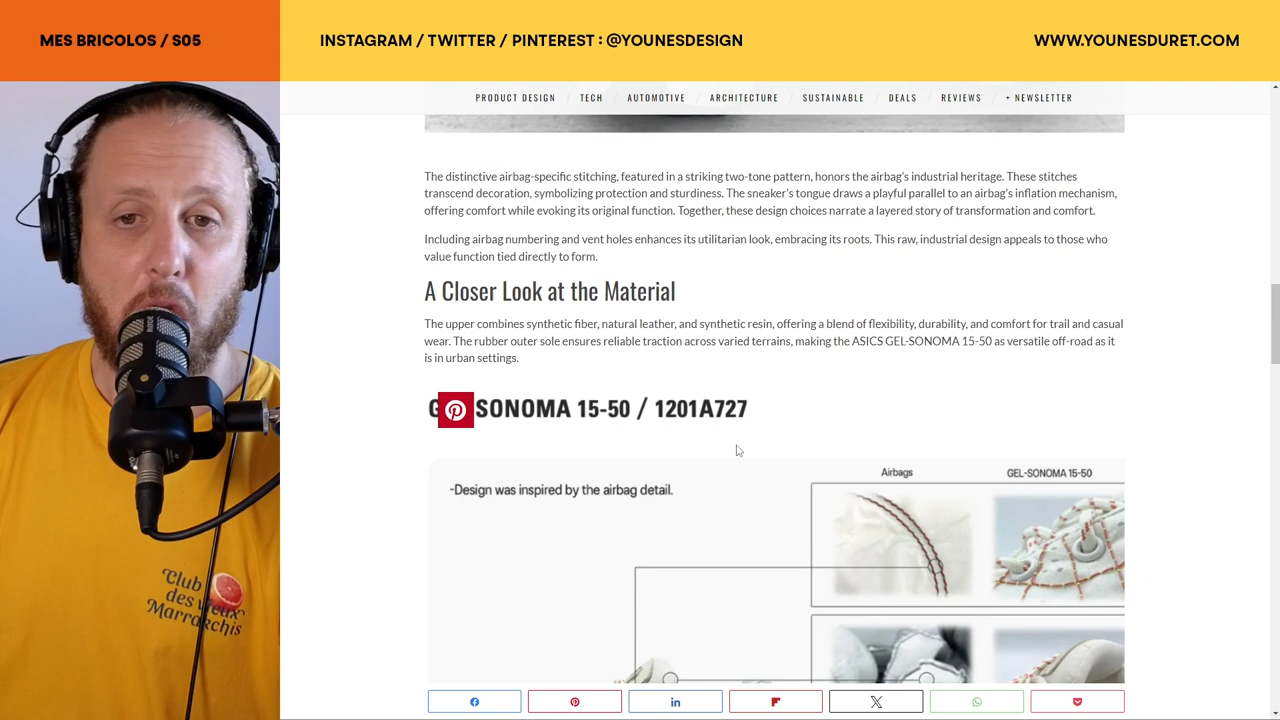 MES BRICOLOS / S05
INSTAGRAM / TWITTER / PINTEREST : @YOUNESDESIGN
WWW.YOUNESDURET.COM
PRODUCT DESIGN / TECH / AUTOMOTIVE / ARCHITECTURE / SUSTAINABLE / DEALS / REVIEWS / + NEWSLETTER
The distinctive airbag-specific stitching, featured in a striking two-tone pattern, honors the airbag's industrial heritage. These stitches
transcend decoration, symbolizing protection and sturdiness. The sneaker's tongue draws a playful parallel to an airbag's inflation mechanism,
offering comfort while evoking its original function. Together, these design choices narrate a layered story of transformation and comfort.
Including airbag numbering and vent holes enhances its utilitarian look, embracing its roots. This raw, industrial design appeals to those who
value function tied directly to form.
A Closer Look at the Material
The upper combines synthetic fiber, natural leather, and synthetic resin, offering a blend of flexibility, durability, and comfort for trail and casual
wear. The rubber outer sole ensures reliable traction across varied terrains, making the ASICS GEL-SONOMA 15-50 as versatile off-road as it
is in urban settings.
SONOMA 15-50 / 1201A727
-Design was inspired by the airbag detail.
Airbags
GEL-SONOMA 15-50
RODE
Club
des vieux
Marrakchis